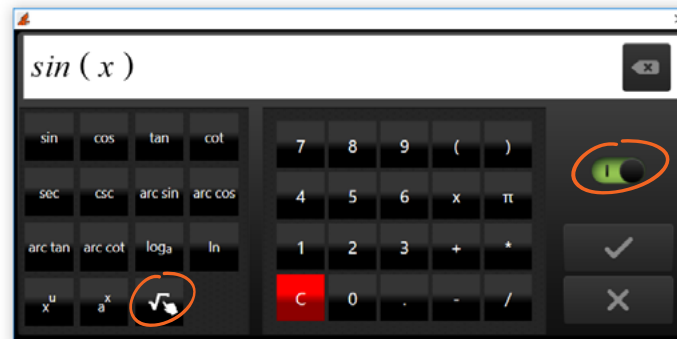 sin ( x )
sin cos tan cot
7 8 9 ( )
sec csc arc sin arc cos
4 5 6 x π
arc tan arc cot logₐ ln
1 2 3 + *
xᵘ aˣ √
C 0 . - /